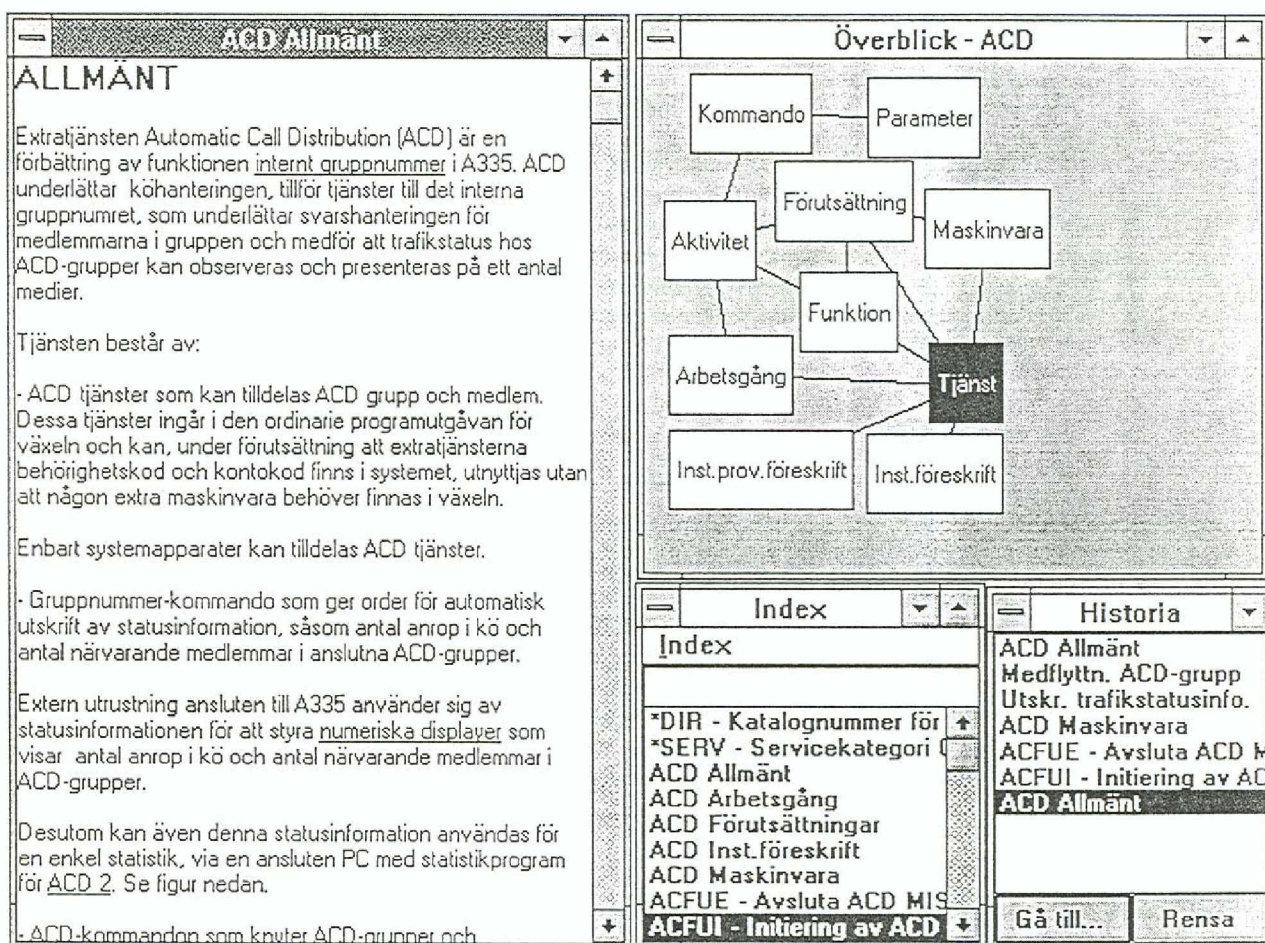 ACD Allmänt
ALLMÄNT
Extratjänsten Automatic Call Distribution (ACD) är en
förbättring av funktionen internt gruppnummer i A335. ACD
underlättar köhanteringen, tillför tjänster till det interna
gruppnumret, som underlättar svarshanteringen för
medlemmarna i gruppen och medför att trafikstatus hos
ACD-grupper kan observeras och presenteras på ett antal
medier.
Tjänsten består av:
- ACD tjänster som kan tilldelas ACD grupp och medlem.
Dessa tjänster ingår i den ordinarie programutgåvan för
växeln och kan, under förutsättning att extratjänsterna
behörighetskod och kontokod finns i systemet, utnyttjas utan
att någon extra maskinvara behöver finnas i växeln.
Enbart systemapparater kan tilldelas ACD tjänster.
- Gruppnummer-kommando som ger order för automatisk
utskrift av statusinformation, såsom antal anrop i kö och
antal närvarande medlemmar i anslutna ACD-grupper.
Extern utrustning ansluten till A335 använder sig av
statusinformationen för att styra numeriska displayer som
visar antal anrop i kö och antal närvarande medlemmar i
ACD-grupper.
Desutom kan även denna statusinformation användas för
en enkel statistik, via en ansluten PC med statistikprogram
för ACD 2. Se figur nedan.
- ACD-kommandon som knyter ACD-grupper och
Överblick - ACD
Kommando
Parameter
Förutsättning
Aktivitet
Maskinvara
Funktion
Arbetsgång
Tjänst
Inst.prov.föreskrift
Inst.föreskrift
Index
Index
*DIR - Katalognummer för
*SERV - Servicekategori
ACD Allmänt
ACD Arbetsgång
ACD Förutsättningar
ACD Inst.föreskrift
ACD Maskinvara
ACFUE - Avsluta ACD MIS
ACFUI - Initiering av ACD
Historia
ACD Allmänt
Medflyttn. ACD-grupp
Utskr. trafikstatusinfo.
ACD Maskinvara
ACFUE - Avsluta ACD M
ACFUI - Initiering av AC
ACD Allmänt
Gå till...
Rensa